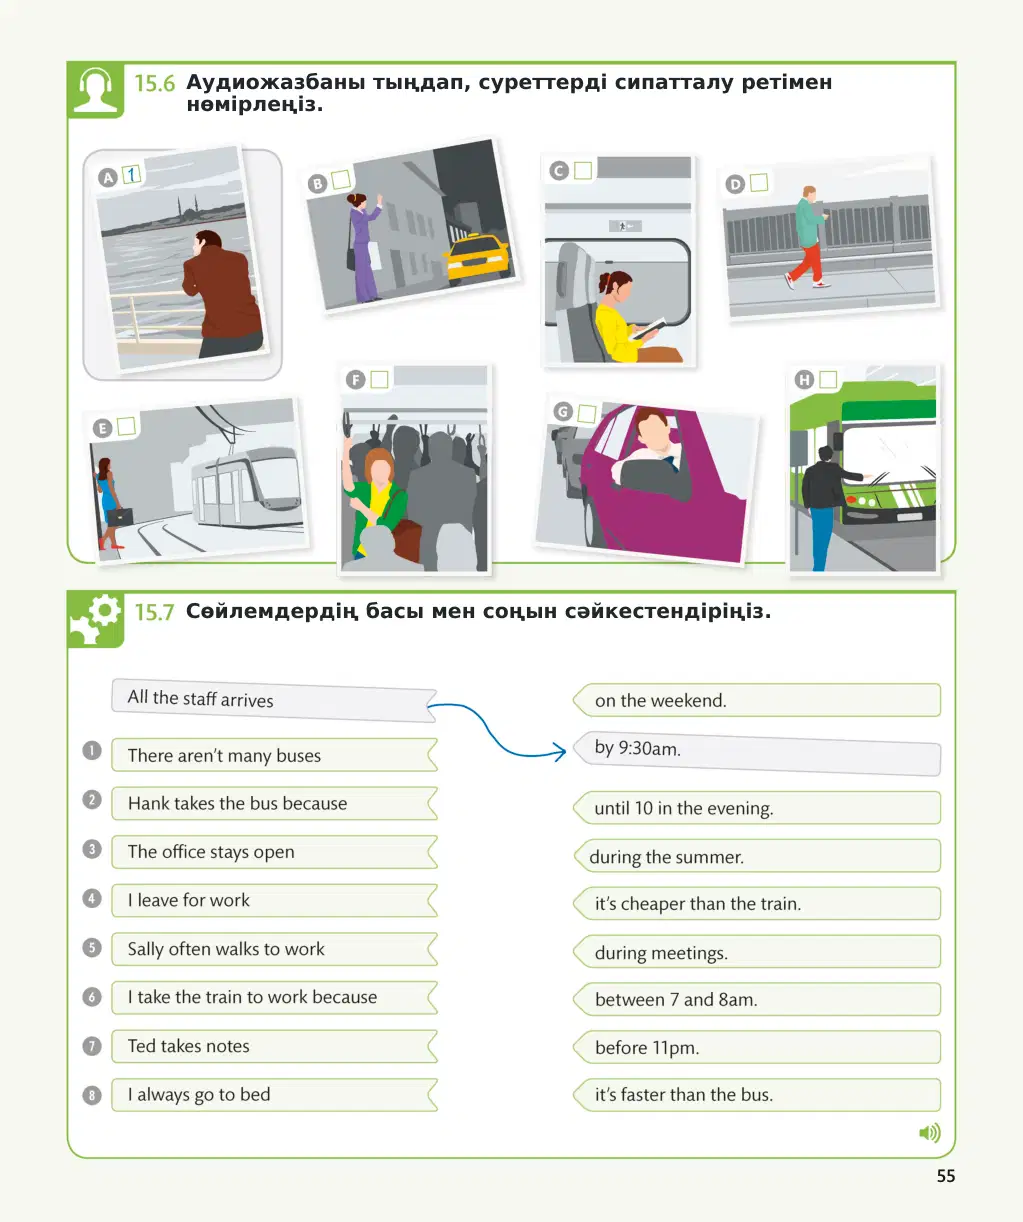 15.6 Аудиожазбаны тыңдап, суреттерді сипатталу ретімен
нөмірлеңіз.
A 1
B
C
D
E
F
G
H
15.7 Сөйлемдердің басы мен соңын сәйкестендіріңіз.
All the staff arrives
on the weekend.
1 There aren’t many buses
by 9:30am.
2 Hank takes the bus because
until 10 in the evening.
3 The office stays open
during the summer.
4 I leave for work
it’s cheaper than the train.
5 Sally often walks to work
during meetings.
6 I take the train to work because
between 7 and 8am.
7 Ted takes notes
before 11pm.
8 I always go to bed
it’s faster than the bus.
55